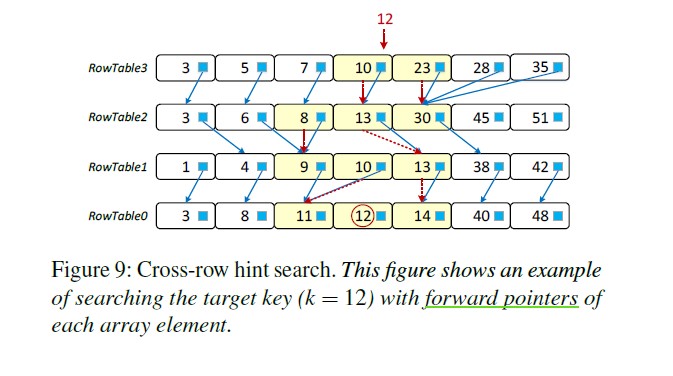 12
RowTable3 3 5 7 10 23 28 35
RowTable2 3 6 8 13 30 45 51
RowTable1 1 4 9 10 13 38 42
RowTable0 3 8 11 12 14 40 48
Figure 9: Cross-row hint search. This figure shows an example
of searching the target key (k = 12) with forward pointers of
each array element.